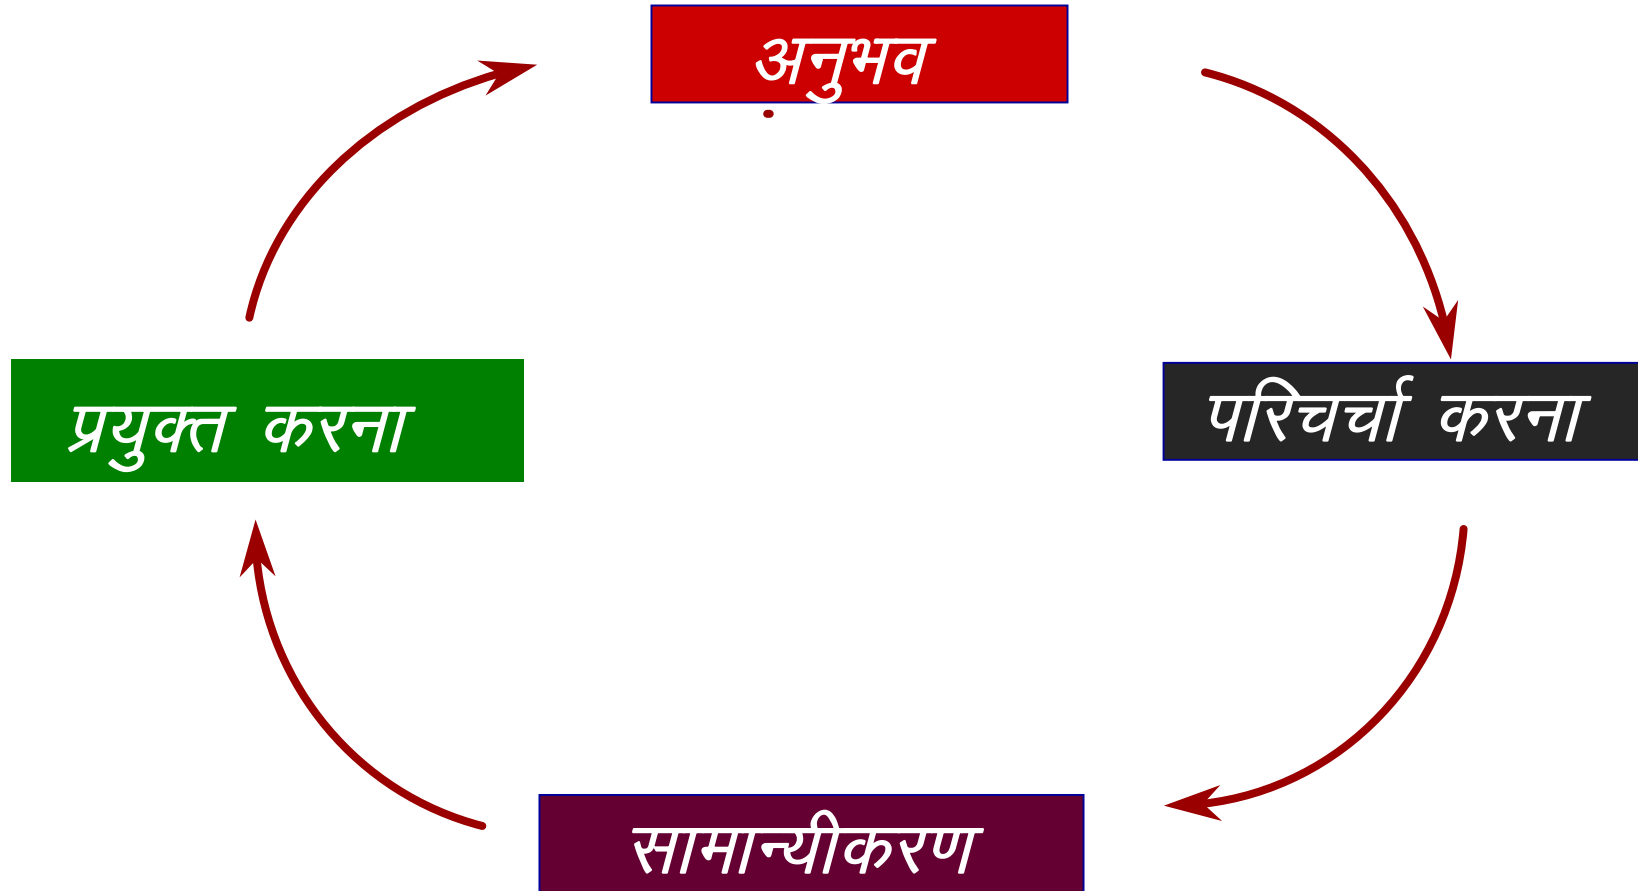 अनुभव
परिचर्चा करना
सामान्यीकरण
प्रयुक्त करना